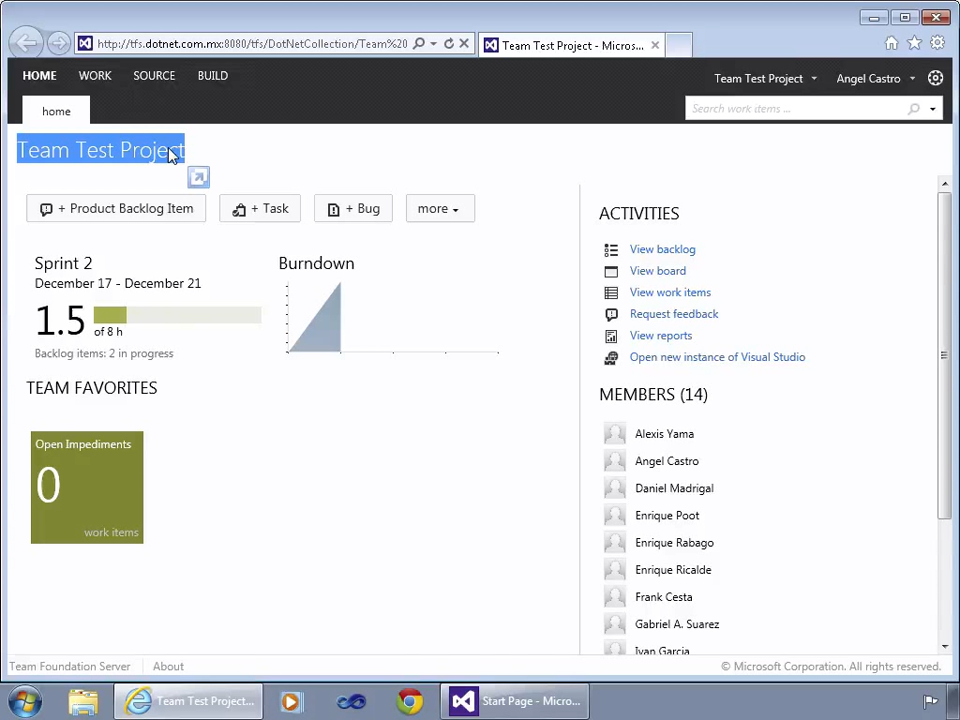 http://tfs.dotnet.com.mx:8080/tfs/DotNetCollection/Team%20
Team Test Project - Micros...
HOME WORK SOURCE BUILD
Team Test Project
Angel Castro
home
Search work items ...
Team Test Project
+ Product Backlog Item
+ Task
+ Bug
more
Sprint 2
December 17 - December 21
1.5
of 8 h
Backlog items: 2 in progress
Burndown
TEAM FAVORITES
Open Impediments
0
work items
ACTIVITIES
View backlog
View board
View work items
Request feedback
View reports
Open new instance of Visual Studio
MEMBERS (14)
Alexis Yama
Angel Castro
Daniel Madrigal
Enrique Poot
Enrique Rabago
Enrique Ricalde
Frank Cesta
Gabriel A. Suarez
Ivan Garcia
Team Foundation Server
About
© Microsoft Corporation. All rights reserved.
Team Test Project...
Start Page - Micro...